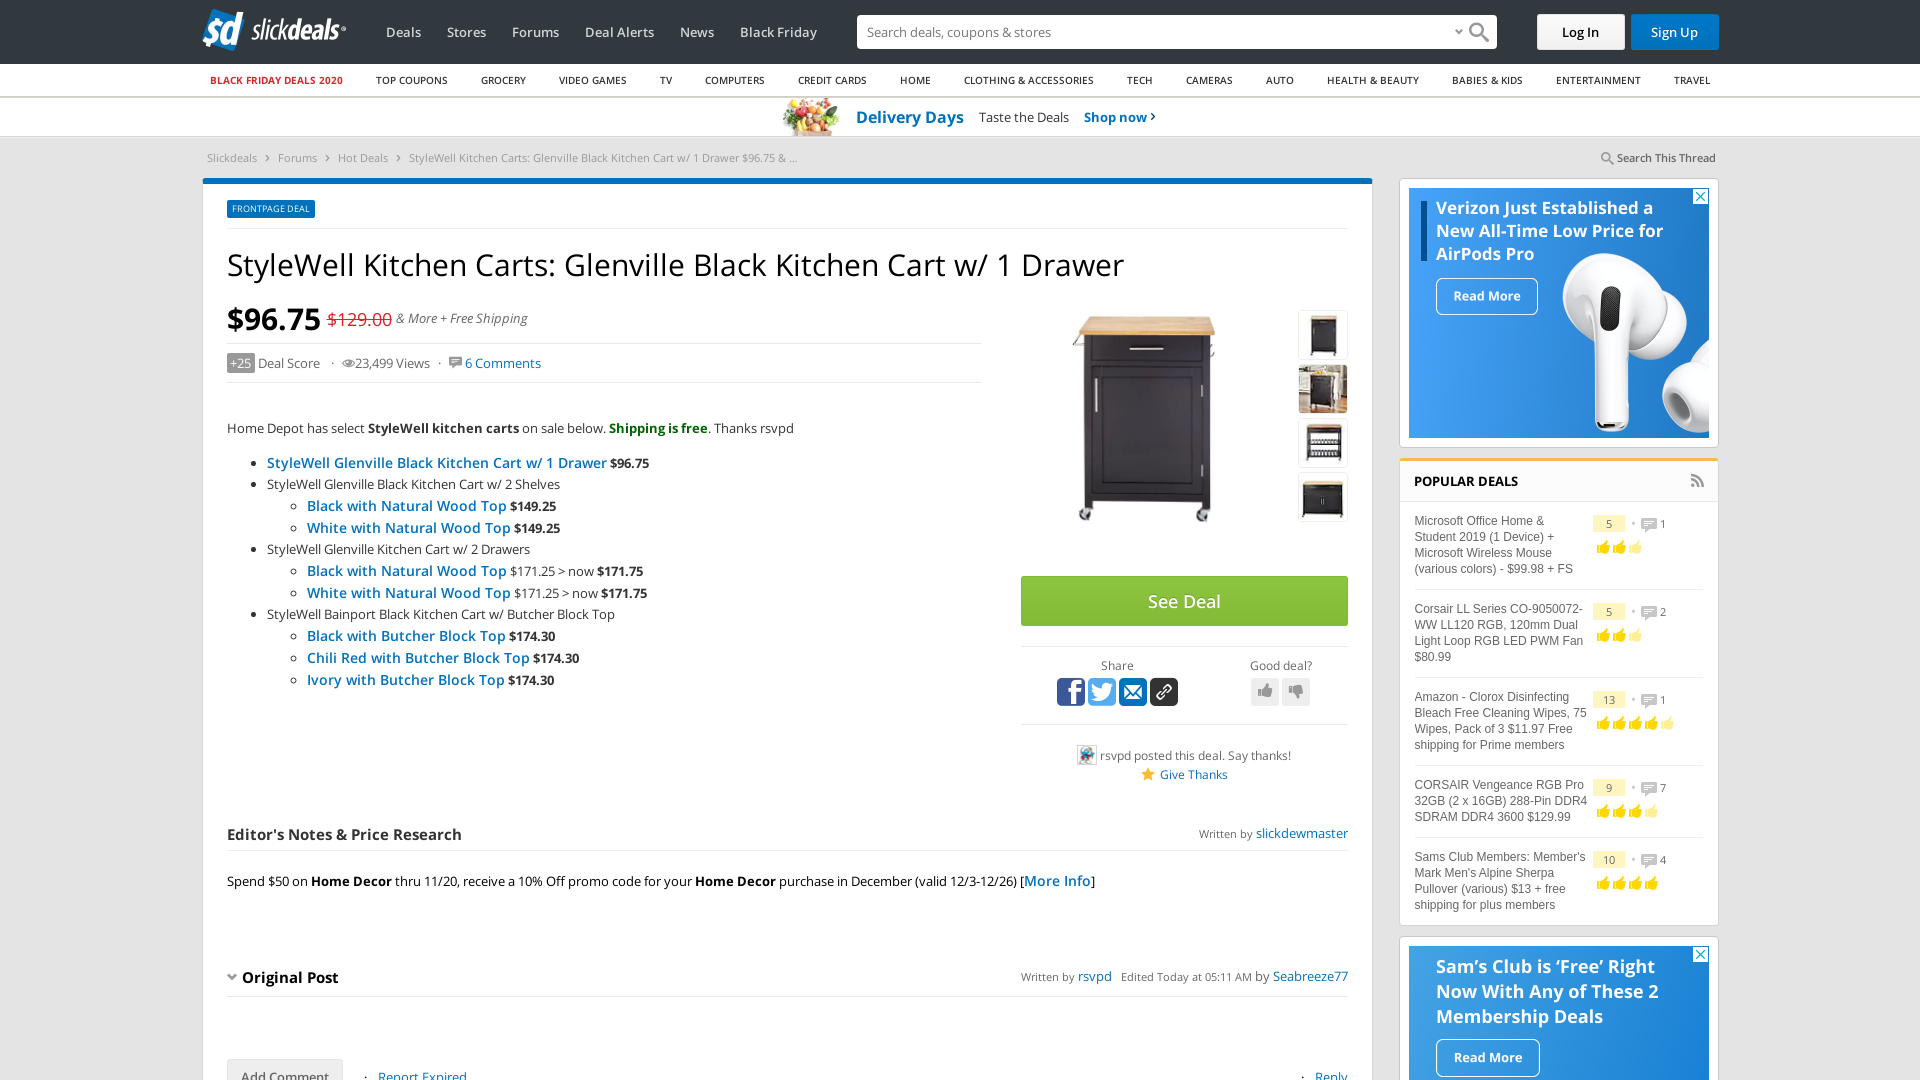 slickdeals
Deals
Stores
Forums
Deal Alerts
News
Black Friday
Search deals, coupons & stores
Log In
Sign Up
BLACK FRIDAY DEALS 2020
TOP COUPONS
GROCERY
VIDEO GAMES
TV
COMPUTERS
CREDIT CARDS
HOME
CLOTHING & ACCESSORIES
TECH
CAMERAS
AUTO
HEALTH & BEAUTY
BABIES & KIDS
ENTERTAINMENT
TRAVEL
Delivery Days Taste the Deals Shop now ›
Slickdeals › Forums › Hot Deals › StyleWell Kitchen Carts: Glenville Black Kitchen Cart w/ 1 Drawer $96.75 & ...
Search This Thread
FRONTPAGE DEAL
StyleWell Kitchen Carts: Glenville Black Kitchen Cart w/ 1 Drawer
$96.75 $129.00 & More + Free Shipping
+25 Deal Score · 23,499 Views · 6 Comments
Home Depot has select StyleWell kitchen carts on sale below. Shipping is free. Thanks rsvpd
StyleWell Glenville Black Kitchen Cart w/ 1 Drawer $96.75
StyleWell Glenville Black Kitchen Cart w/ 2 Shelves
Black with Natural Wood Top $149.25
White with Natural Wood Top $149.25
StyleWell Glenville Kitchen Cart w/ 2 Drawers
Black with Natural Wood Top $171.25 > now $171.75
White with Natural Wood Top $171.25 > now $171.75
StyleWell Bainport Black Kitchen Cart w/ Butcher Block Top
Black with Butcher Block Top $174.30
Chili Red with Butcher Block Top $174.30
Ivory with Butcher Block Top $174.30
See Deal
Share
Good deal?
rsvpd posted this deal. Say thanks!
Give Thanks
Editor's Notes & Price Research
Written by slickdewmaster
Spend $50 on Home Decor thru 11/20, receive a 10% Off promo code for your Home Decor purchase in December (valid 12/3-12/26) [More Info]
Original Post
Written by rsvpd Edited Today at 05:11 AM by Seabreeze77
Add Comment · Report Expired
· Reply
Verizon Just Established a
New All-Time Low Price for
AirPods Pro
Read More
POPULAR DEALS
Microsoft Office Home &
Student 2019 (1 Device) +
Microsoft Wireless Mouse
(various colors) - $99.98 + FS
5 • 1
Corsair LL Series CO-9050072-
WW LL120 RGB, 120mm Dual
Light Loop RGB LED PWM Fan
$80.99
5 • 2
Amazon - Clorox Disinfecting
Bleach Free Cleaning Wipes, 75
Wipes, Pack of 3 $11.97 Free
shipping for Prime members
13 • 1
CORSAIR Vengeance RGB Pro
32GB (2 x 16GB) 288-Pin DDR4
SDRAM DDR4 3600 $129.99
9 • 7
Sams Club Members: Member's
Mark Men's Alpine Sherpa
Pullover (various) $13 + free
shipping for plus members
10 • 4
Sam's Club is ‘Free’ Right
Now With Any of These 2
Membership Deals
Read More